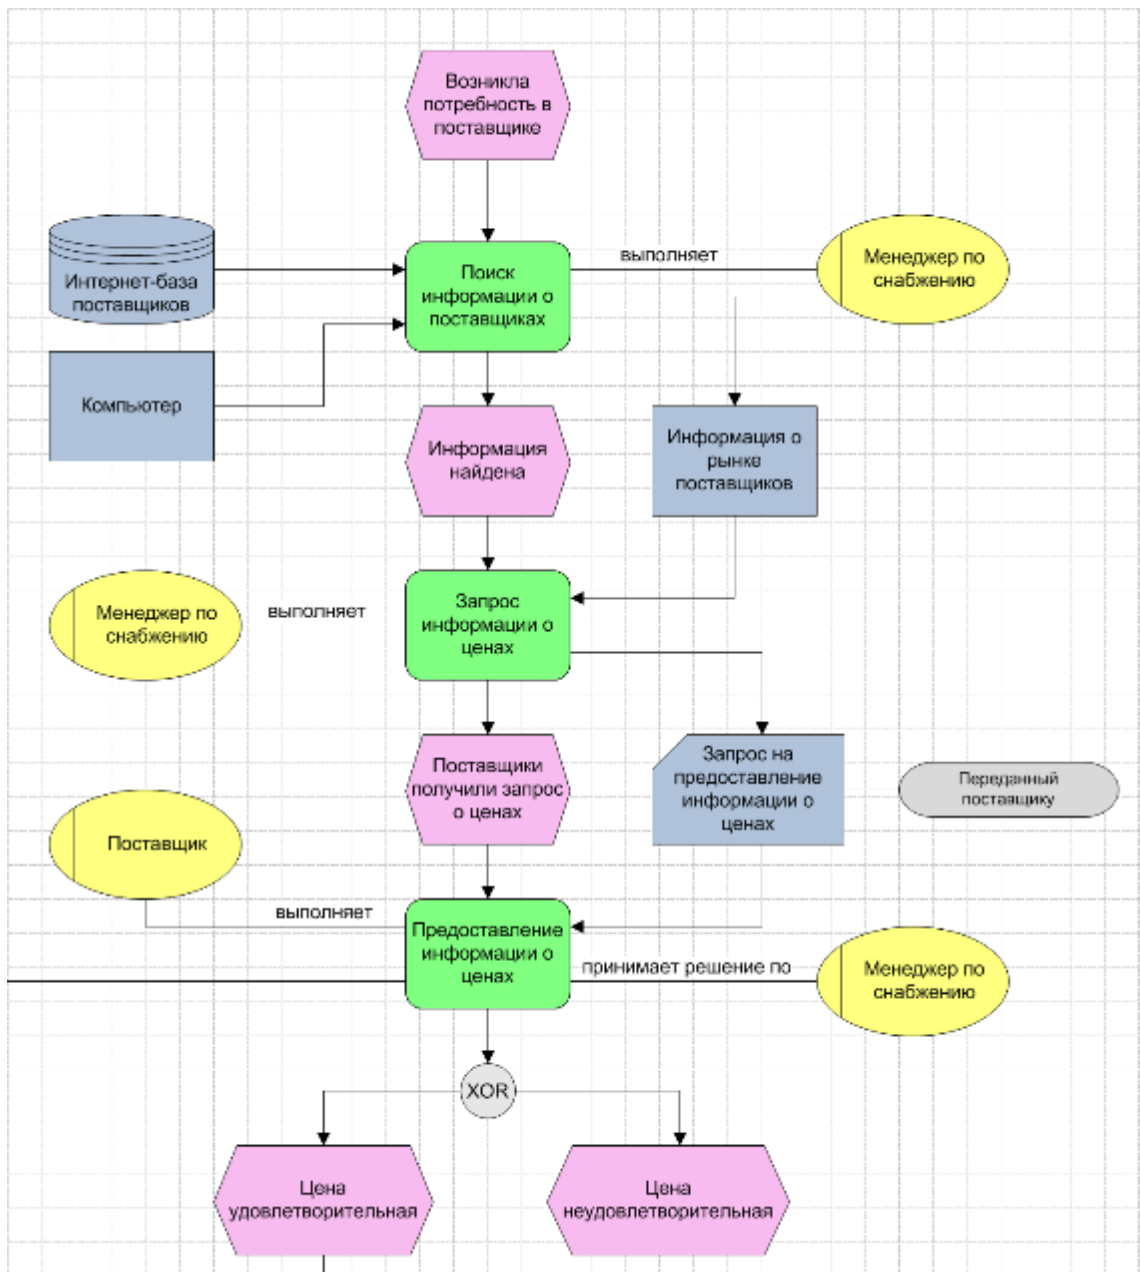 Возникла
потребность в
поставщике
выполняет
Менеджер по
снабжению
Интернет-база
поставщиков
Поиск
информации о
поставщиках
Компьютер
Информация
найдена
Информация о
рынке
поставщиков
Менеджер по
снабжению
выполняет
Запрос
информации о
ценах
Поставщики
получили запрос
о ценах
Запрос на
предоставление
информации о
ценах
Переданный
поставщику
Поставщик
выполняет
Предоставление
информации о
ценах
принимает решение по
Менеджер по
снабжению
XOR
Цена
удовлетворительная
Цена
неудовлетворительная